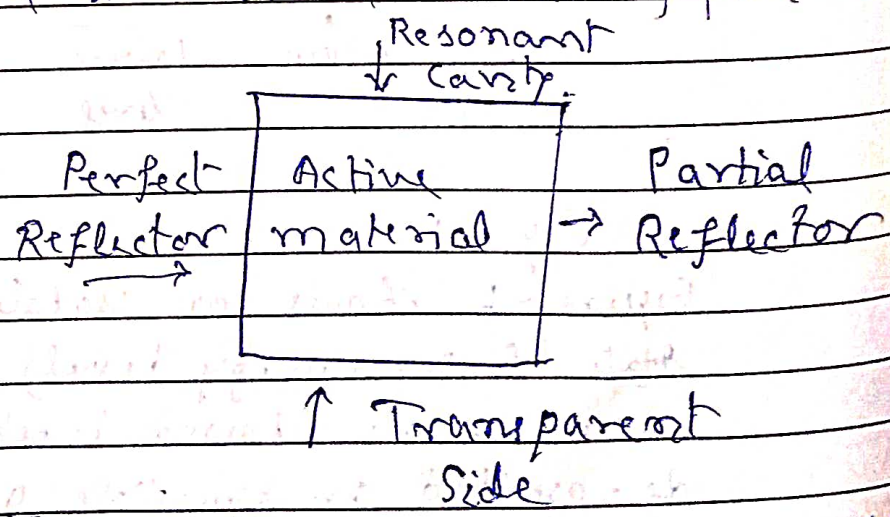 Resonant
Cavity
Perfect Active Partial
Reflector material → Reflector
Transparent
Side